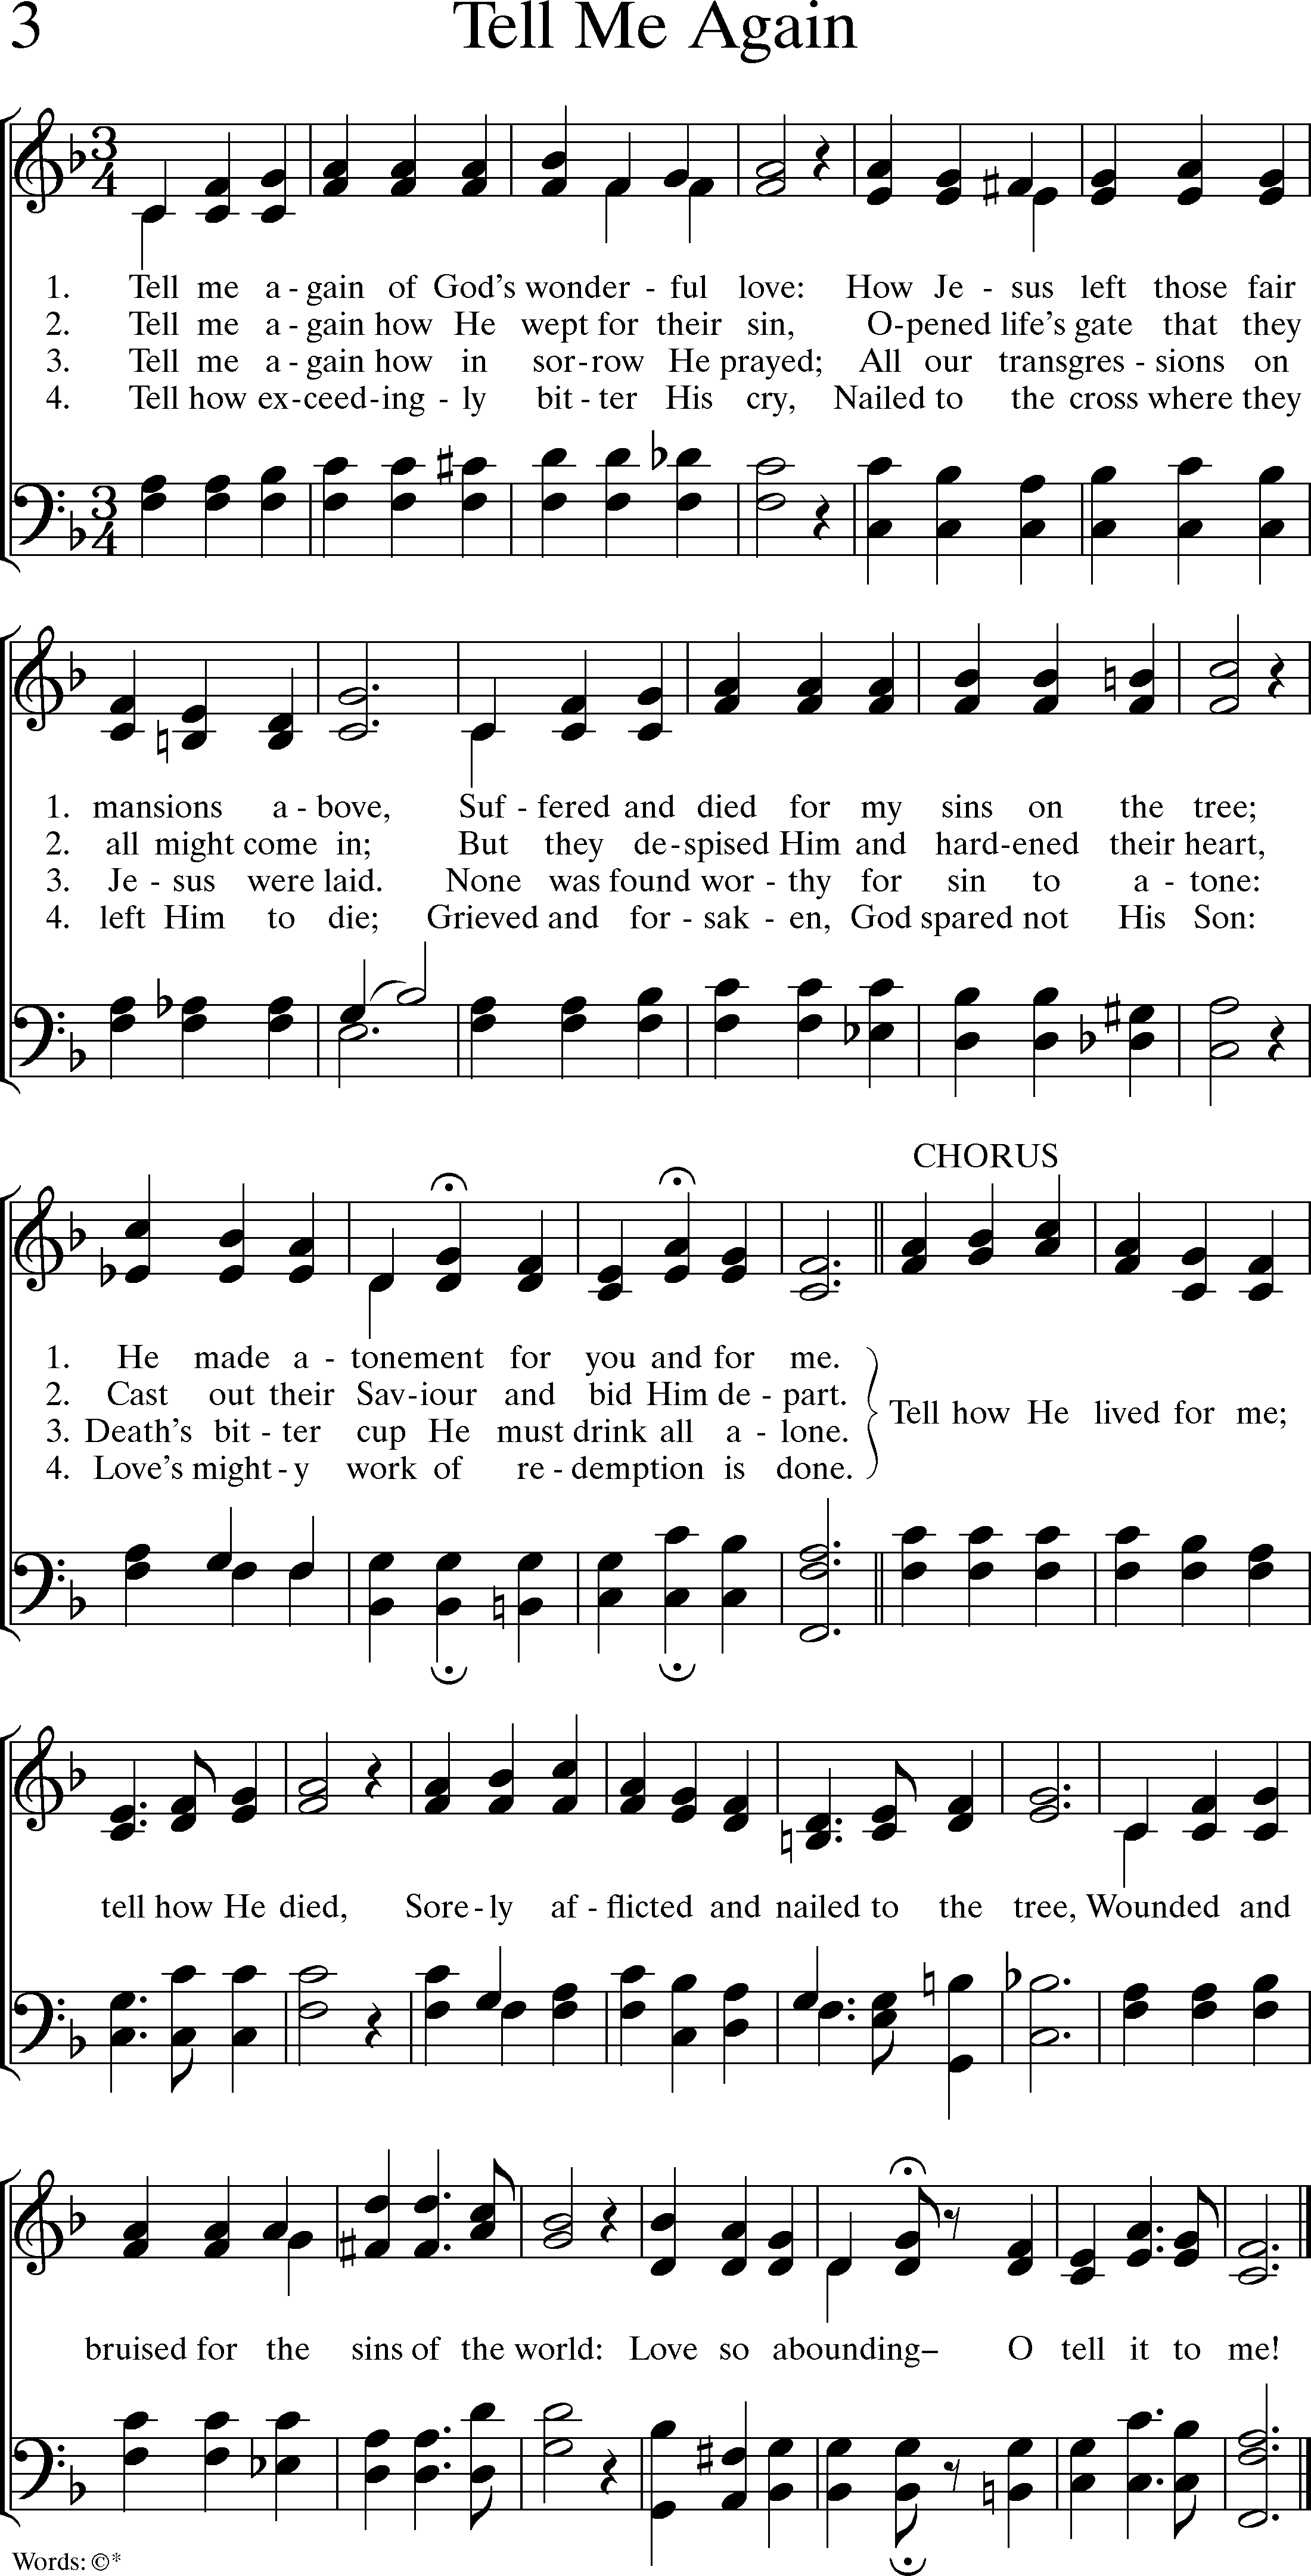 3 Tell Me Again
1. Tell me a - gain of God's wonder - ful love: How Je - sus left those fair
2. Tell me a - gain how He wept for their sin, O - pened life's gate that they
3. Tell me a - gain how in sor - row He prayed; All our transgres - sions on
4. Tell how ex - ceed - ing - ly bit - ter His cry, Nailed to the cross where they
1. mansions a - bove, Suf - fered and died for my sins on the tree;
2. all might come in; But they de - spised Him and hard - ened their heart,
3. Je - sus were laid. None was found wor - thy for sin to a - tone:
4. left Him to die; Grieved and for - sak - en, God spared not His Son:
CHORUS
1. He made a - tonement for you and for me.
2. Cast out their Sav - iour and bid Him de - part.
Tell how He lived for me;
3. Death's bit - ter cup He must drink all a - lone.
4. Love's might - y work of re - demption is done.
tell how He died, Sore - ly af - flicted and nailed to the tree, Wounded and
bruised for the sins of the world: Love so abounding– O tell it to me!
Words: ©*